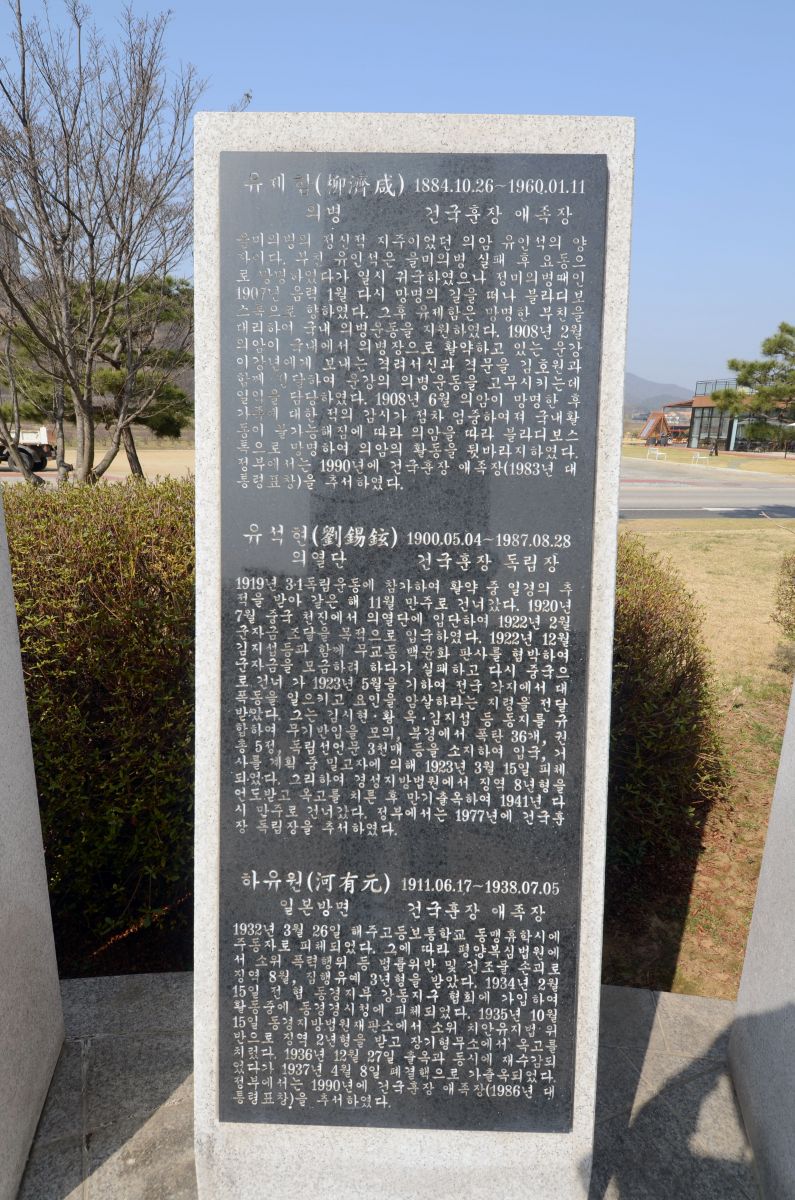 유제함(柳濟咸) 1884.10.26~1960.01.11
의병 건국훈장 애족장
을미의병의 정신적 지주이었던 의암 유인석의 양
자이다. 부친 유인석은 을미의병 실패 후 요동으
로 망명하였다가 일시 귀국하였으나 정미의병때인
1907년 음력 1월 다시 망명의 길을 떠나 블라디보
스톡으로 향하였다. 그후 유제함은 망명한 부친을
대리하여 국내 의병운동을 지원하였다. 1908년 2월
의암이 국내에서 의병장으로 활약하고 있는 운강
이강년에게 보내는 격려서신과 격문을 김호원과
함께 전달하여 운강의 의병운동을 고무시키는데
일익을 담당하였다. 1908년 6월 의암이 망명한 후
가족에 대한 적의 감시가 점차 엄중하여져 국내활
동이 불가능해짐에 따라 의암을 따라 블라디보스
톡으로 망명하여 의암의 활동을 뒷바라지하였다.
정부에서는 1990년에 건국훈장 애족장(1983년 대
통령표창)을 추서하였다.
유석현(劉錫鉉) 1900.05.04~1987.08.28
의열단 건국훈장 독립장
1919년 3·1독립운동에 참가하여 활약 중 일경의 추
적을 받아 같은 해 11월 만주로 건너갔다. 1920년
7월 중국 천진에서 의열단에 입단하여 1922년 2월
군자금 조달을 목적으로 입국하였다. 1922년 12월
김지섭등과 함께 무교동 백윤화 판사를 협박하여
군자금을 모금하려 하다가 실패하고 다시 중국으
로 건너 가 1923년 5월을 기하여 전국 각지에서 대
폭동을 일으키고 요인을 암살하라는 지령을 전달
받았다. 그는 김시현·황 옥·김지섭 등 동지를 규
합하여 무기반입을 모의, 북경에서 폭탄 36개, 권
총 5정, 독립선언문 3천매 등을 소지하여 입국, 거
사를 계획 중 밀고자에 의해 1923년 3월 15일 피체
되었다. 그리하여 경성지방법원에서 징역 8년형을
언도받고 옥고를 치른 후 만기출옥하여 1941년 다
시 만주로 건너갔다. 정부에서는 1977년에 건국훈
장 독립장을 추서하였다.
하유원(河有元) 1911.06.17~1938.07.05
일본방면 건국훈장 애족장
1932년 3월 26일 해주고등보통학교 동맹휴학시에
주동자로 피체되었다. 그에 따라 평양복심법원에
서 소위 폭력행위 등 법률위반 및 건조물 손괴로
징역 8월, 집행유예 3년형을 받았다. 1934년 2월
15일 전 협 동경지부 강동지구 협회에 가입하여
활동중에 동경경시청에 피체되었다. 1935년 10월
15일 동경지방법원재판소에서 소위 치안유지법 위
반으로 징역 2년형을 받고 장기형무소에서 옥고를
치렀다. 1936년 12월 27일 출옥과 동시에 재수감되
었다가 1937년 4월 8일 폐결핵으로 가출옥되었다.
정부에서는 1990년에 건국훈장 애족장(1986년 대
통령표창)을 추서하였다.